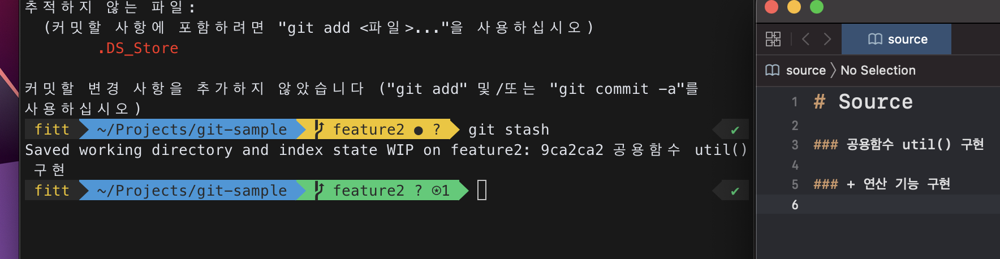 추적하지 않는 파일:
(커밋할 사항에 포함하려면 "git add <파일>..."을 사용하십시오)
.DS_Store
커밋할 변경 사항을 추가하지 않았습니다 ("git add" 및/또는 "git commit -a"를
사용하십시오)
fitt ~/Projects/git-sample feature2 ● ? git stash ✔
Saved working directory and index state WIP on feature2: 9ca2ca2 공용함수 util()
구현
fitt ~/Projects/git-sample feature2 ? ⍟1 ✔
source
source 〉No Selection
1 # Source
2
3 ### 공용함수 util() 구현
4
5 ### + 연산 기능 구현
6